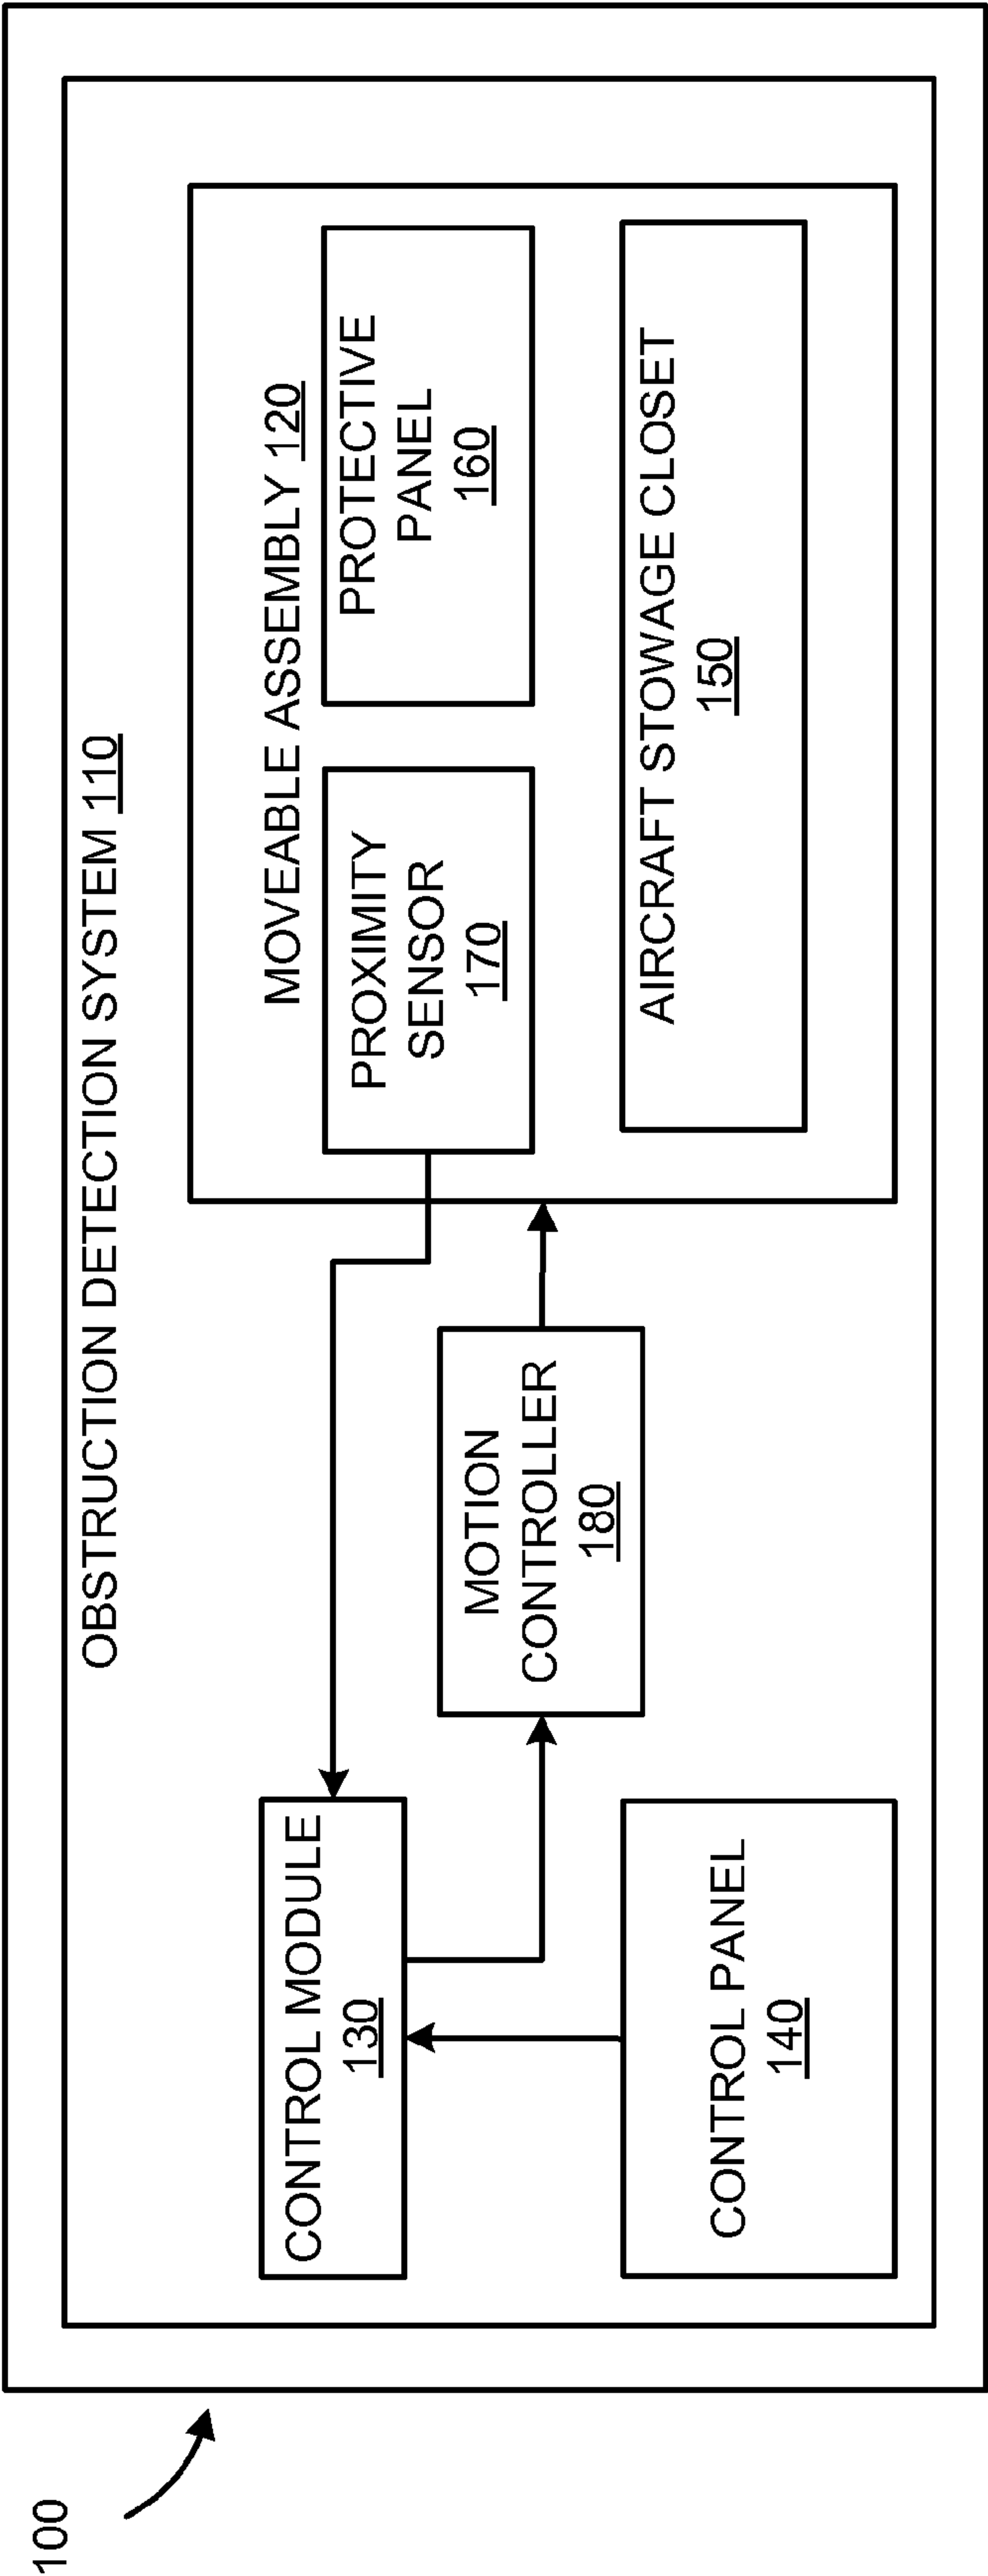 100
OBSTRUCTION DETECTION SYSTEM 110
CONTROL MODULE
130
CONTROL PANEL
140
MOTION
CONTROLLER
180
MOVEABLE ASSEMBLY 120
PROXIMITY
SENSOR
170
PROTECTIVE
PANEL
160
AIRCRAFT STOWAGE CLOSET
150